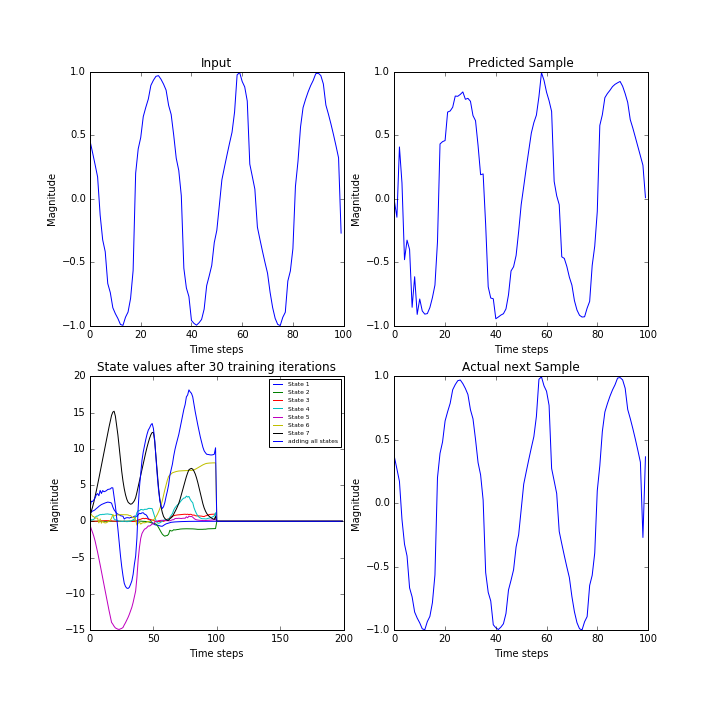 Input
Magnitude
1.0
0.5
0.0
−0.5
−1.0
0 20 40 60 80 100
Time steps
Predicted Sample
Magnitude
1.0
0.5
0.0
−0.5
−1.0
0 20 40 60 80 100
Time steps
State values after 30 training iterations
Magnitude
20
15
10
5
0
−5
−10
−15
0 50 100 150 200
Time steps
State 1
State 2
State 3
State 4
State 5
State 6
State 7
adding all states
Actual next Sample
Magnitude
1.0
0.5
0.0
−0.5
−1.0
0 20 40 60 80 100
Time steps